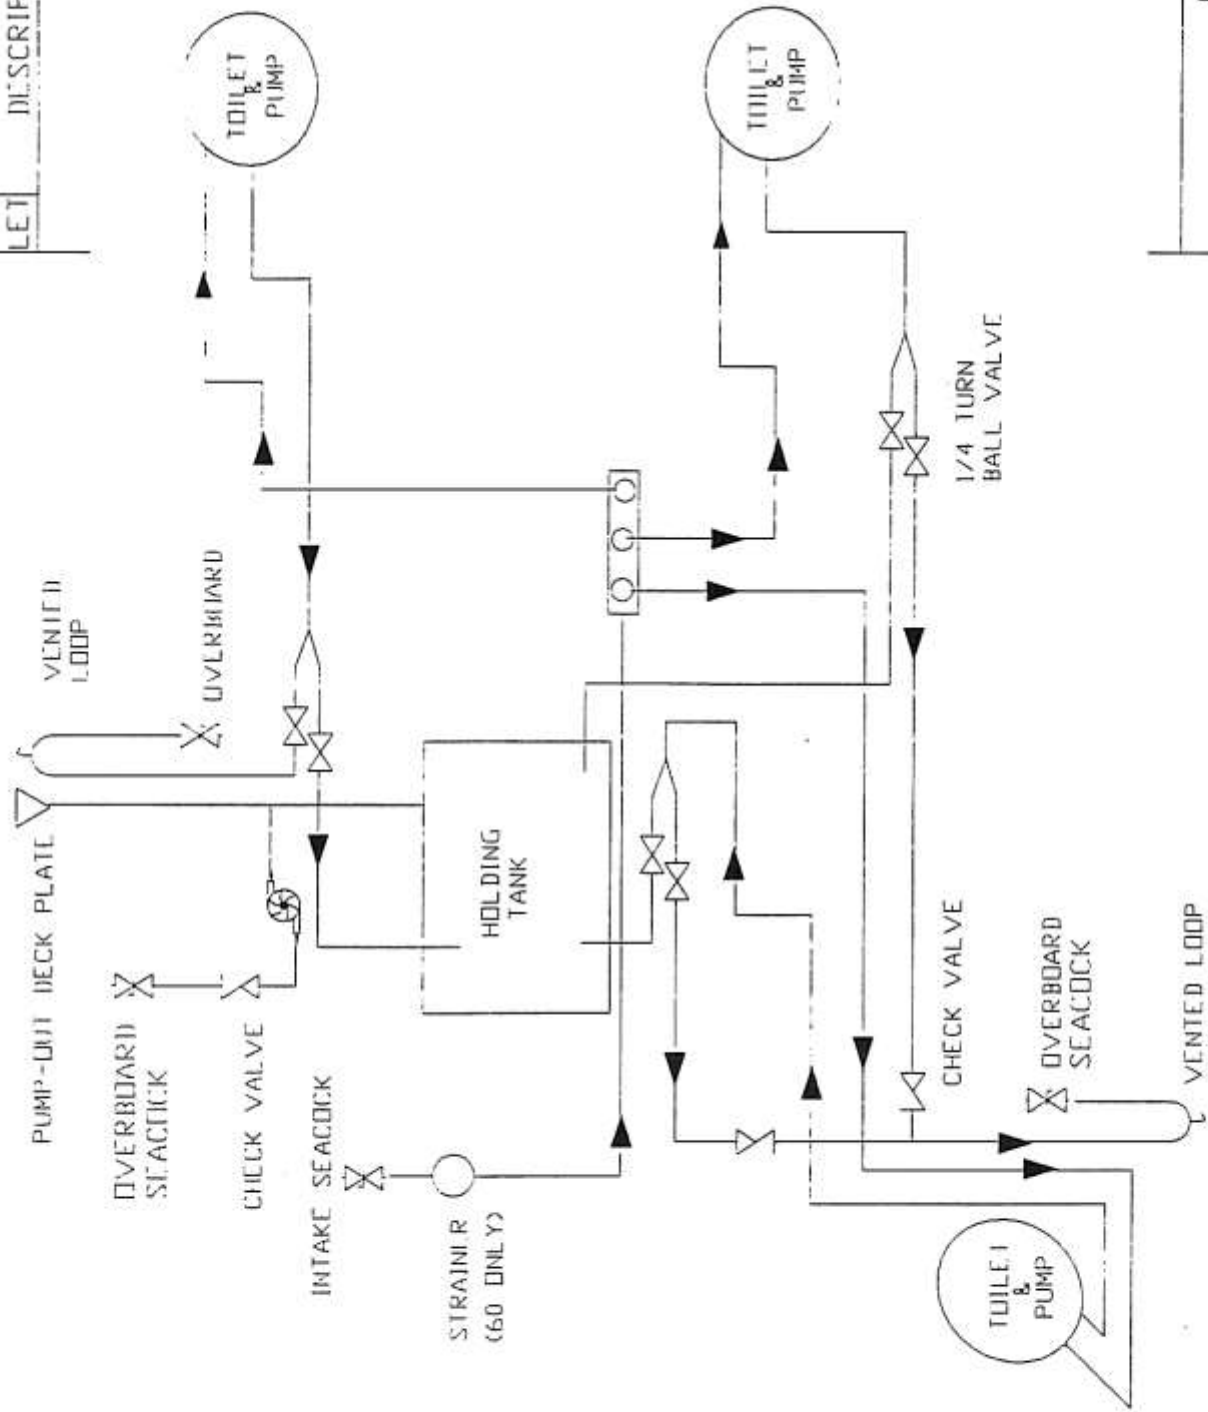 LET DESCRIP
PUMP-OUT DECK PLATE
VENTED
LOOP
OVERBOARD
SEACOCK
OVERBOARD
CHECK VALVE
TOILET
&
PUMP
INTAKE SEACOCK
STRAINER
(60 ONLY)
HOLDING
TANK
TOILET
&
PUMP
CHECK VALVE
1/4 TURN
BALL VALVE
TOILET
&
PUMP
OVERBOARD
SEACOCK
VENTED LOOP